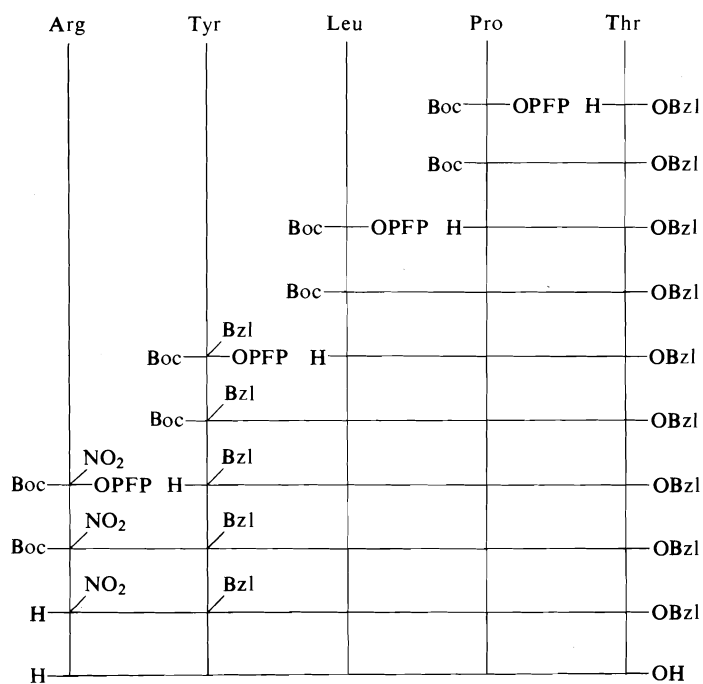 Arg Tyr Leu Pro Thr
Boc OPFP H OBzl
Boc OBzl
Boc OPFP H OBzl
Boc OBzl
Bzl
Boc OPFP H OBzl
Bzl
Boc OBzl
NO₂ Bzl
Boc OPFP H OBzl
NO₂ Bzl
Boc OBzl
NO₂ Bzl
H OBzl
H OH